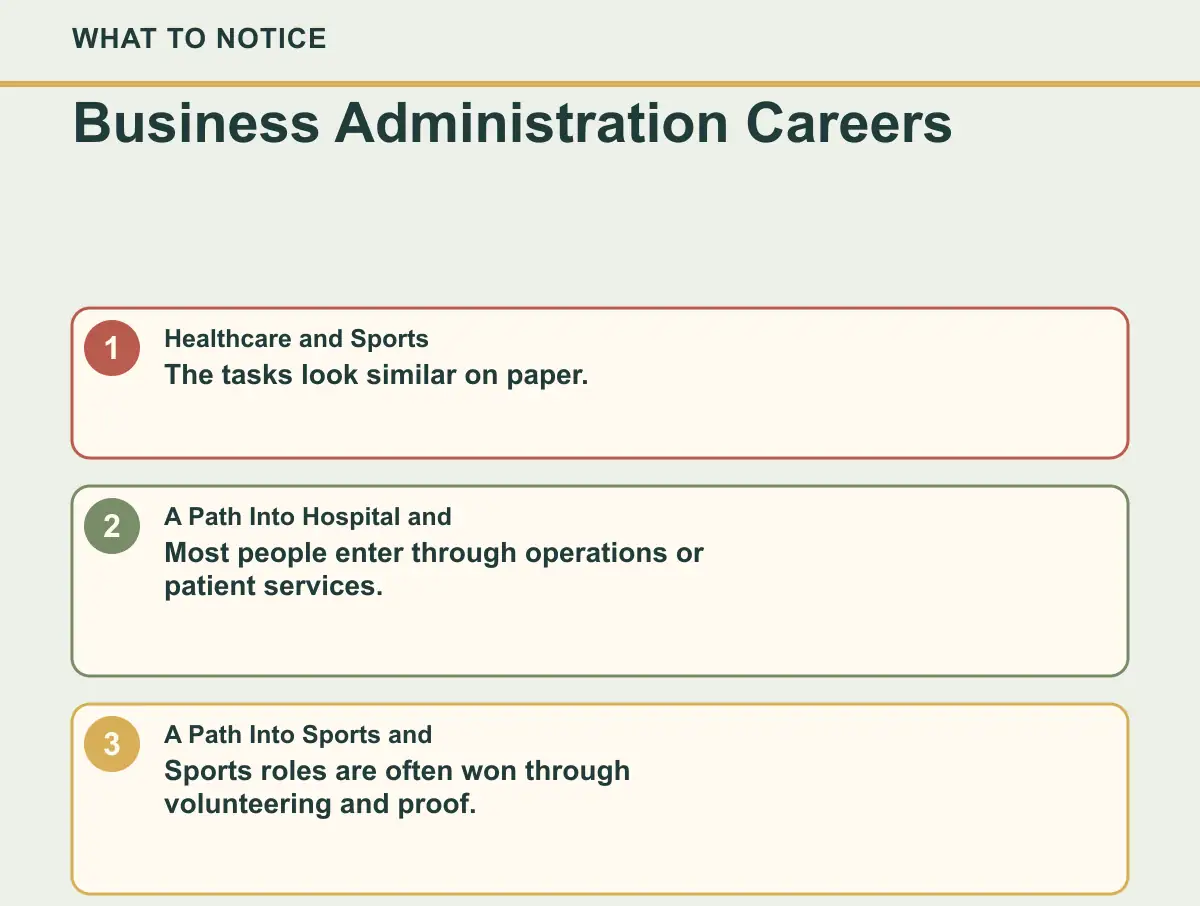 WHAT TO NOTICE
Business Administration Careers
1
Healthcare and Sports
The tasks look similar on paper.
2
A Path Into Hospital and
Most people enter through operations or
patient services.
3
A Path Into Sports and
Sports roles are often won through
volunteering and proof.